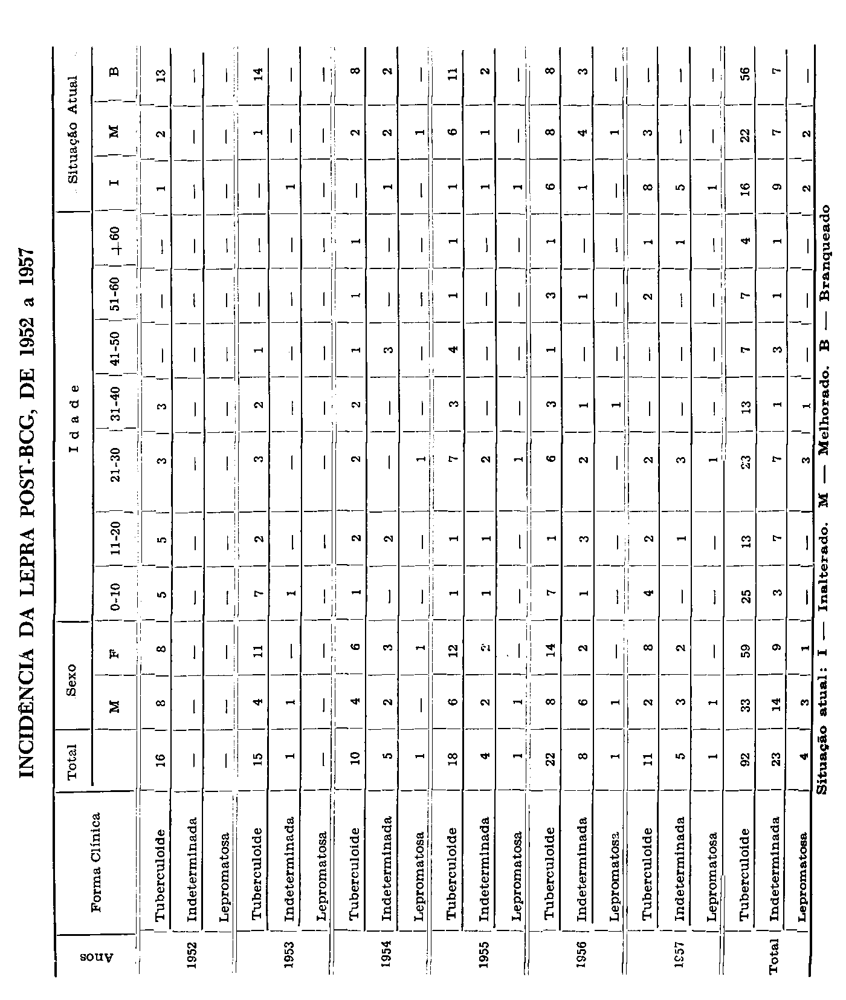 INCIDÊNCIA DA LEPRA POST-BCG, DE 1952 a 1957
Anos Forma Clínica Total Sexo Idade Situação Atual
M F 0-10 11-20 21-30 31-40 41-50 51-60 +60 I M B
Tuberculoide 16 8 8 5 5 3 3 — — — 1 2 13
1952 Indeterminada — — — — — — — — — — — — —
Lepromatosa — — — — — — — — — — — — —
Tuberculoide 15 4 11 7 2 3 2 1 — — — 1 14
1953 Indeterminada 1 1 — 1 — — — — — — 1 — —
Lepromatosa — — — — — — — — — — — — —
Tuberculoide 10 4 6 1 2 2 2 1 1 1 — 2 8
1954 Indeterminada 5 2 3 — 2 — — 3 — — 1 2 2
Lepromatosa 1 — 1 — — 1 — — — — — 1 —
Tuberculoide 18 6 12 1 1 7 3 4 1 1 1 6 11
1955 Indeterminada 4 2 2 1 1 2 — — — — 1 1 2
Lepromatosa 1 1 — — — 1 — — — — 1 — —
Tuberculoide 22 8 14 7 1 6 3 1 3 1 6 8 8
1956 Indeterminada 8 6 2 1 3 2 1 — 1 — 1 4 3
Lepromatosa 1 1 — — — — 1 — — — — 1 —
Tuberculoide 11 2 8 4 2 2 — — 2 1 8 3 —
1957 Indeterminada 5 3 2 — 1 3 — — — 1 5 — —
Lepromatosa 1 1 — — — 1 — — — — 1 — —
Tuberculoide 92 33 59 25 13 23 13 7 7 4 16 22 56
Total Indeterminada 23 14 9 3 7 7 1 3 1 1 9 7 7
Lepromatosa 4 3 1 — — 3 1 — — — 2 2 —
Situação atual: I — Inalterado. M — Melhorado. B — Branqueado